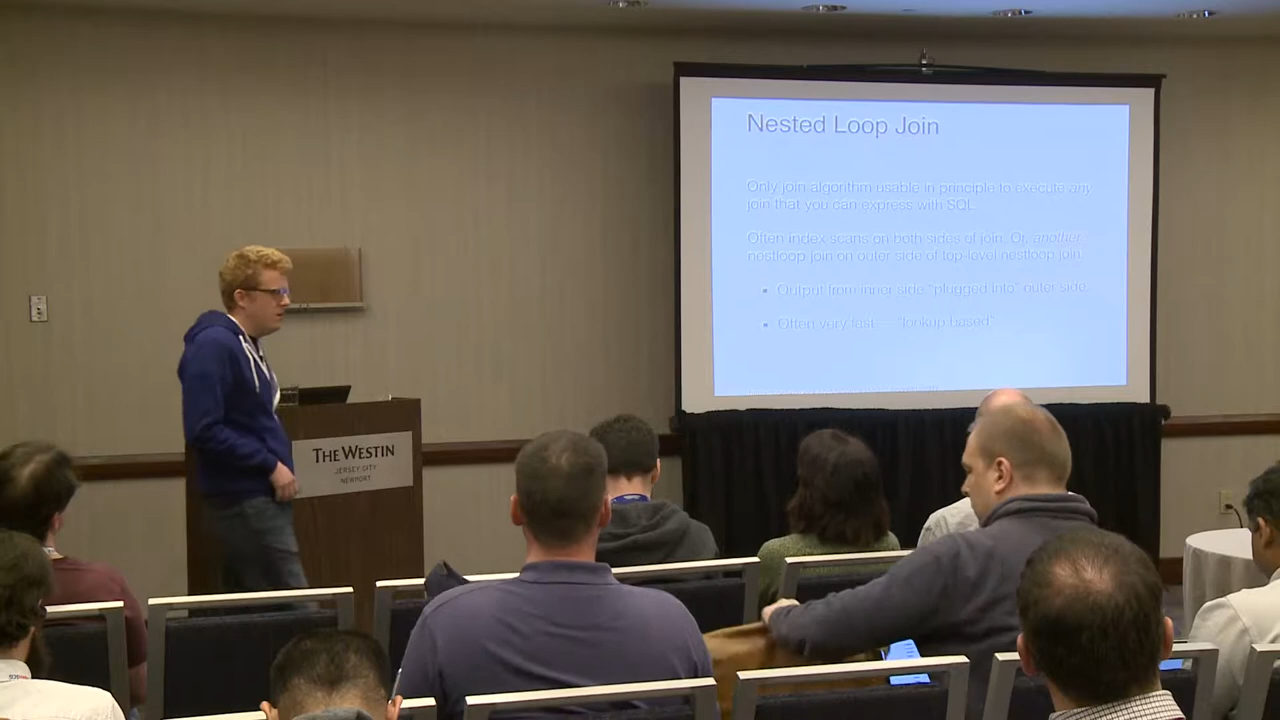 Nested Loop Join
Only join algorithm usable in principle to execute any
join that you can express with SQL
Often index scans on both sides of join. Or, another
nestloop join on outer side of top-level nestloop join.
Output from inner side "plugged into" outer side.
Often very fast — "lookup based"
THE WESTIN
JERSEY CITY
NEWPORT